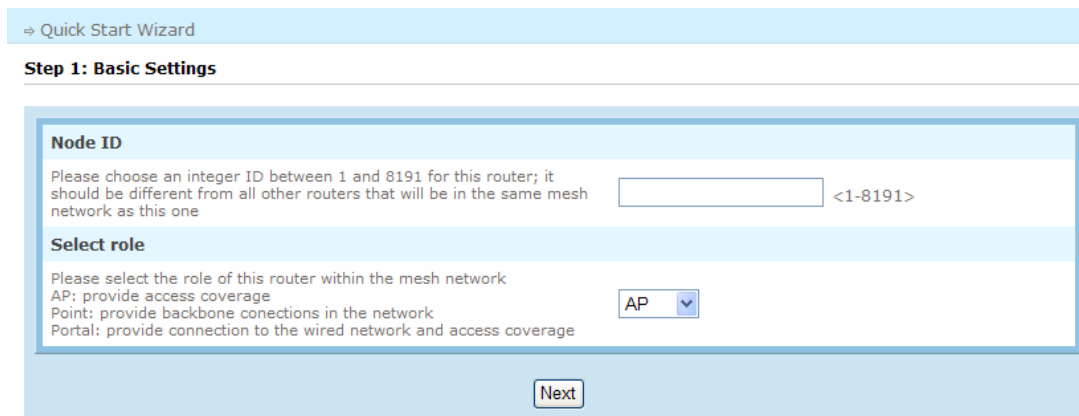 ⇨ Quick Start Wizard
Step 1: Basic Settings
Node ID
Please choose an integer ID between 1 and 8191 for this router; it
should be different from all other routers that will be in the same mesh
network as this one
<1-8191>
Select role
Please select the role of this router within the mesh network
AP: provide access coverage
Point: provide backbone conections in the network
Portal: provide connection to the wired network and access coverage
AP
Next